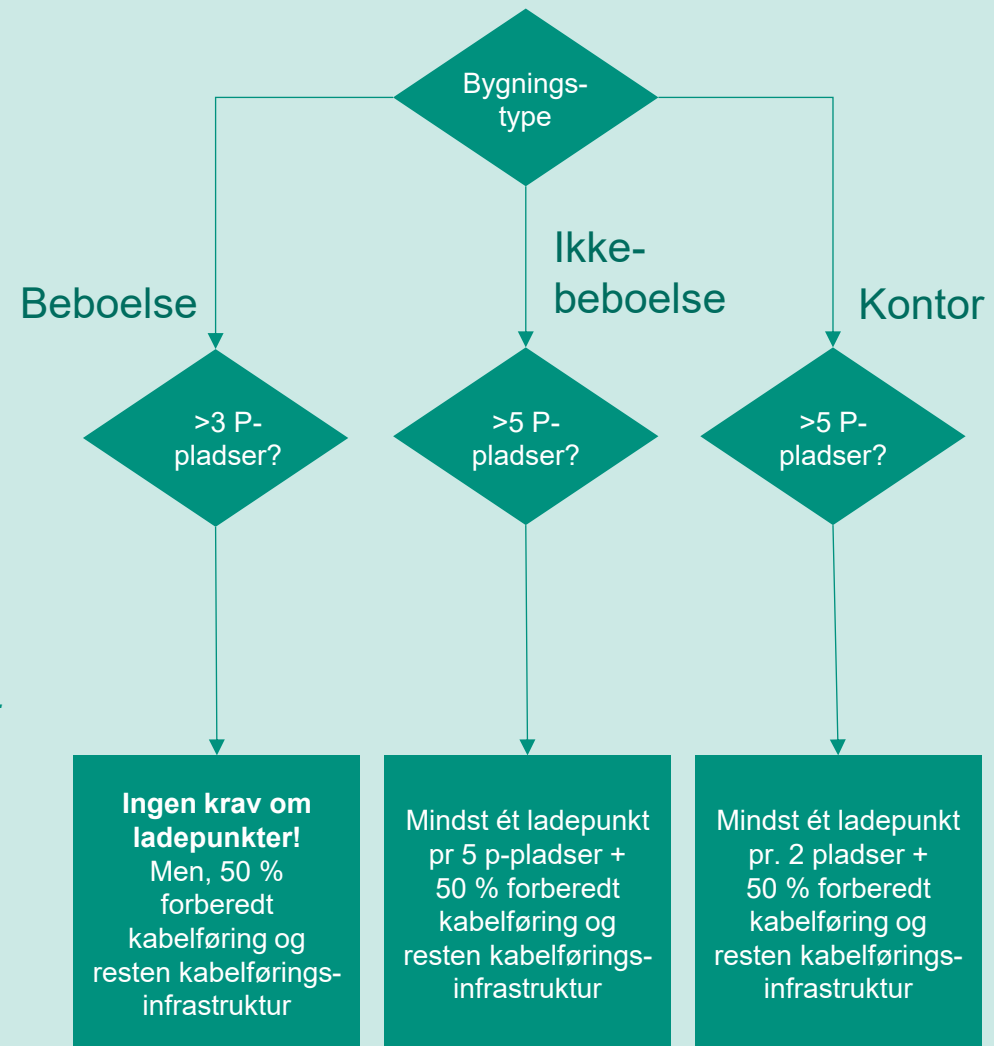 Bygnings-
type
Beboelse
Ikke-
beboelse
Kontor
>3 P-
pladser?
>5 P-
pladser?
>5 P-
pladser?
Ingen krav om
ladepunkter!
Men, 50 %
forberedt
kabelføring og
resten kabelførings-
infrastruktur
Mindst ét ladepunkt
pr 5 p-pladser +
50 % forberedt
kabelføring og
resten kabelførings-
infrastruktur
Mindst ét ladepunkt
pr. 2 pladser +
50 % forberedt
kabelføring og
resten kabelførings-
infrastruktur